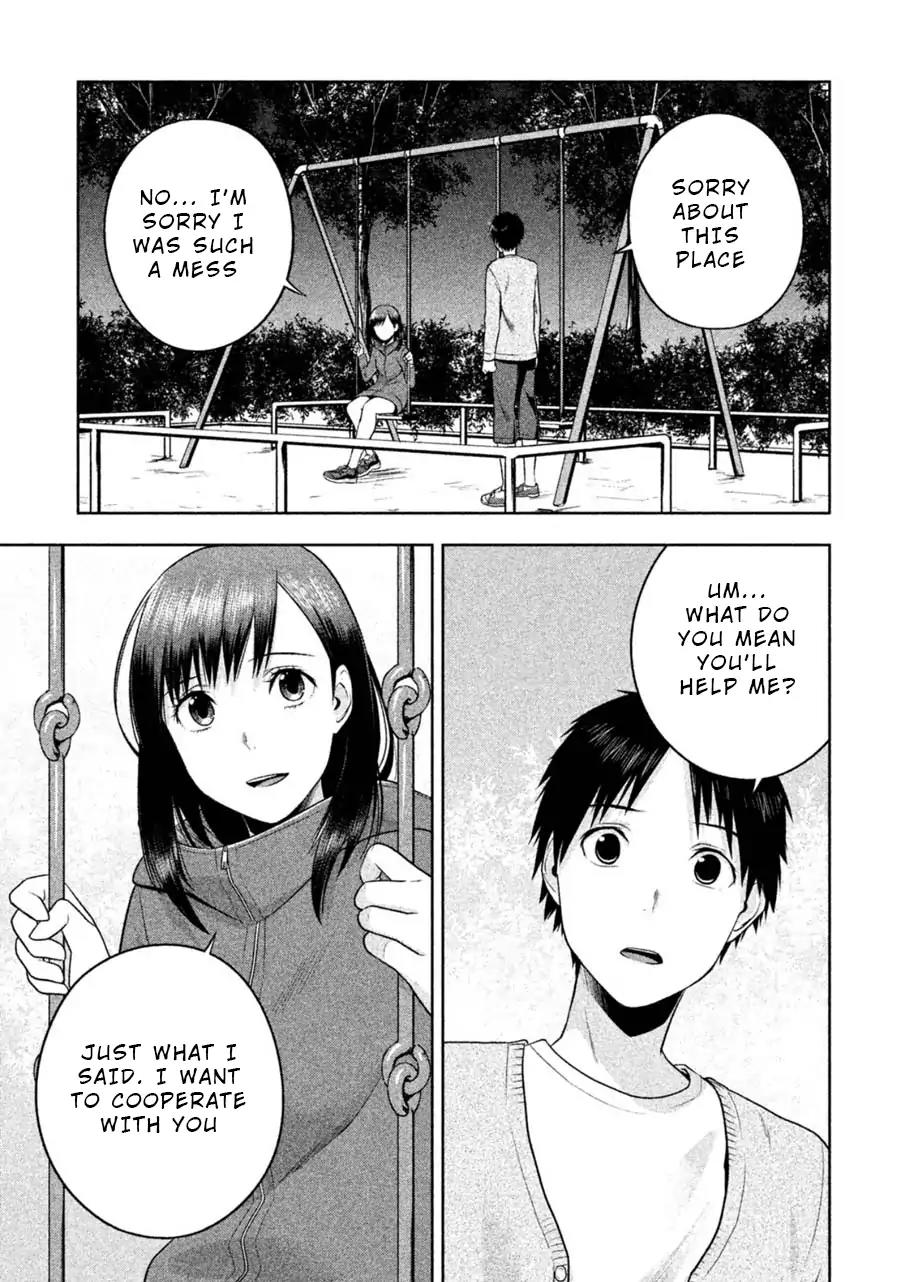 SORRY
ABOUT
THIS
PLACE
NO... I'M
SORRY I
WAS SUCH
A MESS
UM...
WHAT DO
YOU MEAN
YOU'LL
HELP ME?
JUST WHAT I
SAID. I WANT
TO COOPERATE
WITH YOU